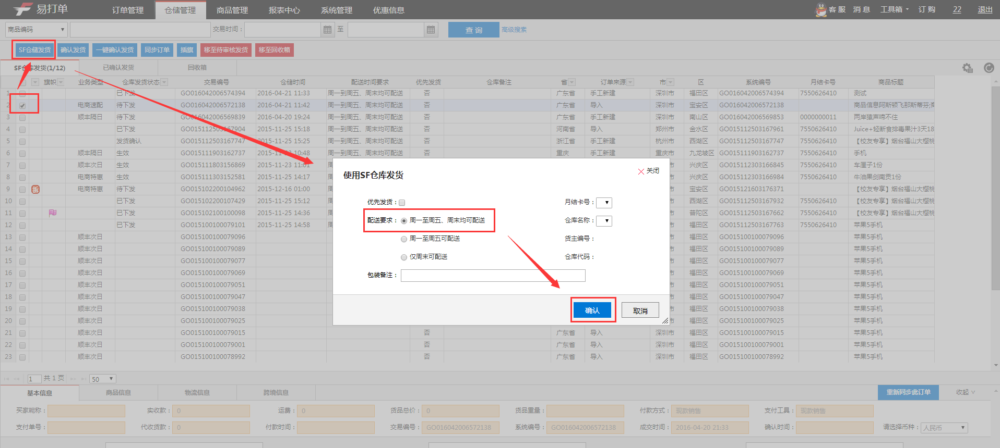 易打单 订单管理 仓储管理 商品管理 报表中心 系统管理 优惠信息 客 服 消 息 工具箱 订 购 22 退出
商品编码 交易时间： 至 查 询 高级搜索
SF仓储发货 确认发货 一键确认发货 同步订单 插旗 移至待审核发货 移至回收箱
SF仓库发货(1/12) 已确认发货 回收箱
旗帜 业务类型 仓库发货状态 交易编号 仓储时间 配送时间要求 优先发货 仓库备注 省 订单来源 市 区 系统编号 月结卡号 商品标题
1 已下发 GO016042006574394 2016-04-21 11:33 周一到周五、周末均可配送 否 广东省 手工新建 深圳市 福田区 GO016042006574394 7550626410 测试
2 电商速配 待下发 GO016042006572138 2016-04-21 11:42 周一到周五、周末均可配送 否 广东省 导入 深圳市 宝安区 GO016042006572138 商品信息阿斯顿飞那斯蒂芬;商
3 顺丰隔日 待下发 GO016042006569839 2016-04-20 19:24 周一到周五、周末均可配送 否 广东省 手工新建 深圳市 南山区 GO016042006569853 0000000011 两岸猿声啼不住
4 已下发 GO015112503167904 2015-11-25 15:18 周一到周五、周末均可配送 否 河南省 导入 郑州市 金水区 GO015112503167961 7550626410 Juice+轻断食排毒果汁3天18
5 发货确认 GO015112503167747 2015-11-25 15:25 周一到周五、周末均可配送 否 浙江省 手工新建 杭州市 西湖区 GO015112503167747 7550626410 【校友专享】烟台福山大樱桃
6 顺丰隔日 生效 GO015111903162737 2015-11-23 10:48 周一到周五、周末均可配送 否 重庆 手工新建 重庆市 九龙坡区 GO015111903162737 7550626410 手机
7 顺丰次日 生效 GO015111803156869 2015-11-23 11:01 周 市 兴庆区 GO015112503166845 7550626410 车厘子1份
8 电商特惠 生效 GO015111303152581 2015-11-25 14:17 周 市 兴庆区 GO015112503166984 7550626410 牛油果剑南贡1份
9 拆 电商特惠 待下发 GO015102200104962 2015-12-16 01:00 周 市 宝安区 GO015121603176371 【校友专享】烟台福山大樱桃
10 已下发 GO015102200107429 2015-11-25 15:12 周 市 西湖区 GO015112503167932 7550626410 【校友专享】烟台福山大樱桃
11 已下发 GO015102100100098 2015-11-25 14:36 周 市 普陀区 GO015112503167662 7550626410 【校友专享】烟台福山大樱桃
12 已下发 GO015100100079101 2015-11-25 14:58 周 市 福田区 GO015112503167763 7550626410 苹果5手机
13 顺丰次日 GO015100100079096 市 福田区 GO015100100079096 苹果5手机
14 顺丰次日 GO015100100079089 市 福田区 GO015100100079089 苹果5手机
15 顺丰次日 GO015100100079077 市 福田区 GO015100100079077 苹果5手机
16 顺丰次日 GO015100100079069 市 福田区 GO015100100079069 苹果5手机
17 顺丰次日 GO015100100079051 市 福田区 GO015100100079051 苹果5手机
18 顺丰次日 GO015100100079047 市 福田区 GO015100100079047 苹果5手机
19 顺丰次日 GO015100100079038 市 福田区 GO015100100079038 苹果5手机
20 顺丰次日 GO015100100079025 市 福田区 GO015100100079025 苹果5手机
21 顺丰次日 GO015100100079015 否 广东省 导入 深圳市 福田区 GO015100100079015 苹果5手机
22 顺丰次日 GO015100100079001 否 广东省 导入 深圳市 福田区 GO015100100079001 苹果5手机
23 顺丰次日 GO015100100078992 否 广东省 导入 深圳市 福田区 GO015100100078992 苹果5手机
使用SF仓库发货 关闭
优先发货： 月结卡号：
配送要求： 周一至周五、周末均可配送 仓库名称：
周一至周五可配送 货主编号：
仅周末可配送 仓库代码：
包装备注：
确认 取消
1 共 1 页 50
基本信息 商品信息 物流信息 跨境信息 重新同步此订单 收起
买家昵称： 实收款： 0 运费： 0 货品总价： 0 货品重量： 付款方式： 现款销售 支付工具： 现款销售
支付单号： 代收货款： 0 付款时间： 交易编号： GO016042006572138 系统编号： GO016042006572138 成交时间： 2016-04-20 21:33 确认时间： 请选择币种： 人民币